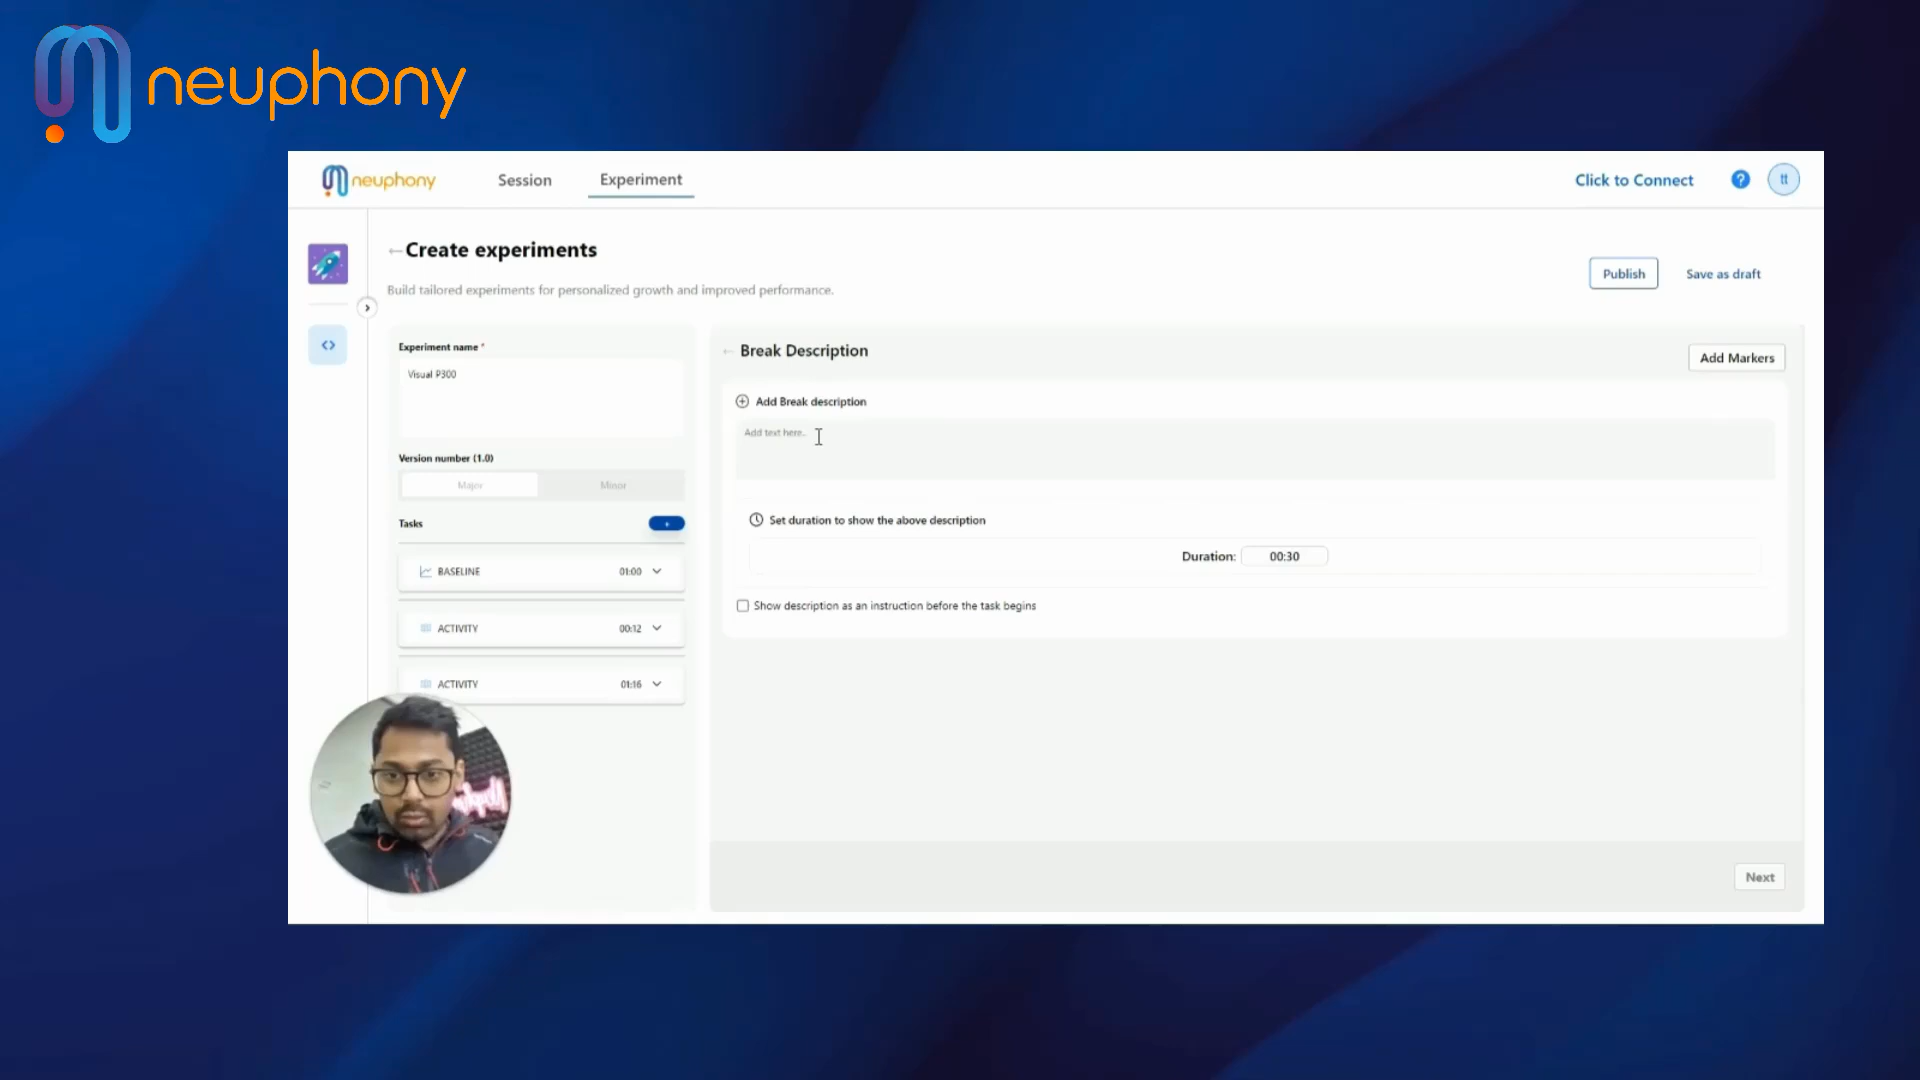 neuphony
neuphony
Session
Experiment
Click to Connect
?
tt
Create experiments
Build tailored experiments for personalized growth and improved performance.
Publish
Save as draft
Experiment name *
Visual P300
Version number (1.0)
Major
Minor
Tasks
BASELINE
01:00
ACTIVITY
00:12
ACTIVITY
01:16
Break Description
Add Markers
Add Break description
Add text here..
Set duration to show the above description
Duration: 00:30
Show description as an instruction before the task begins
Next